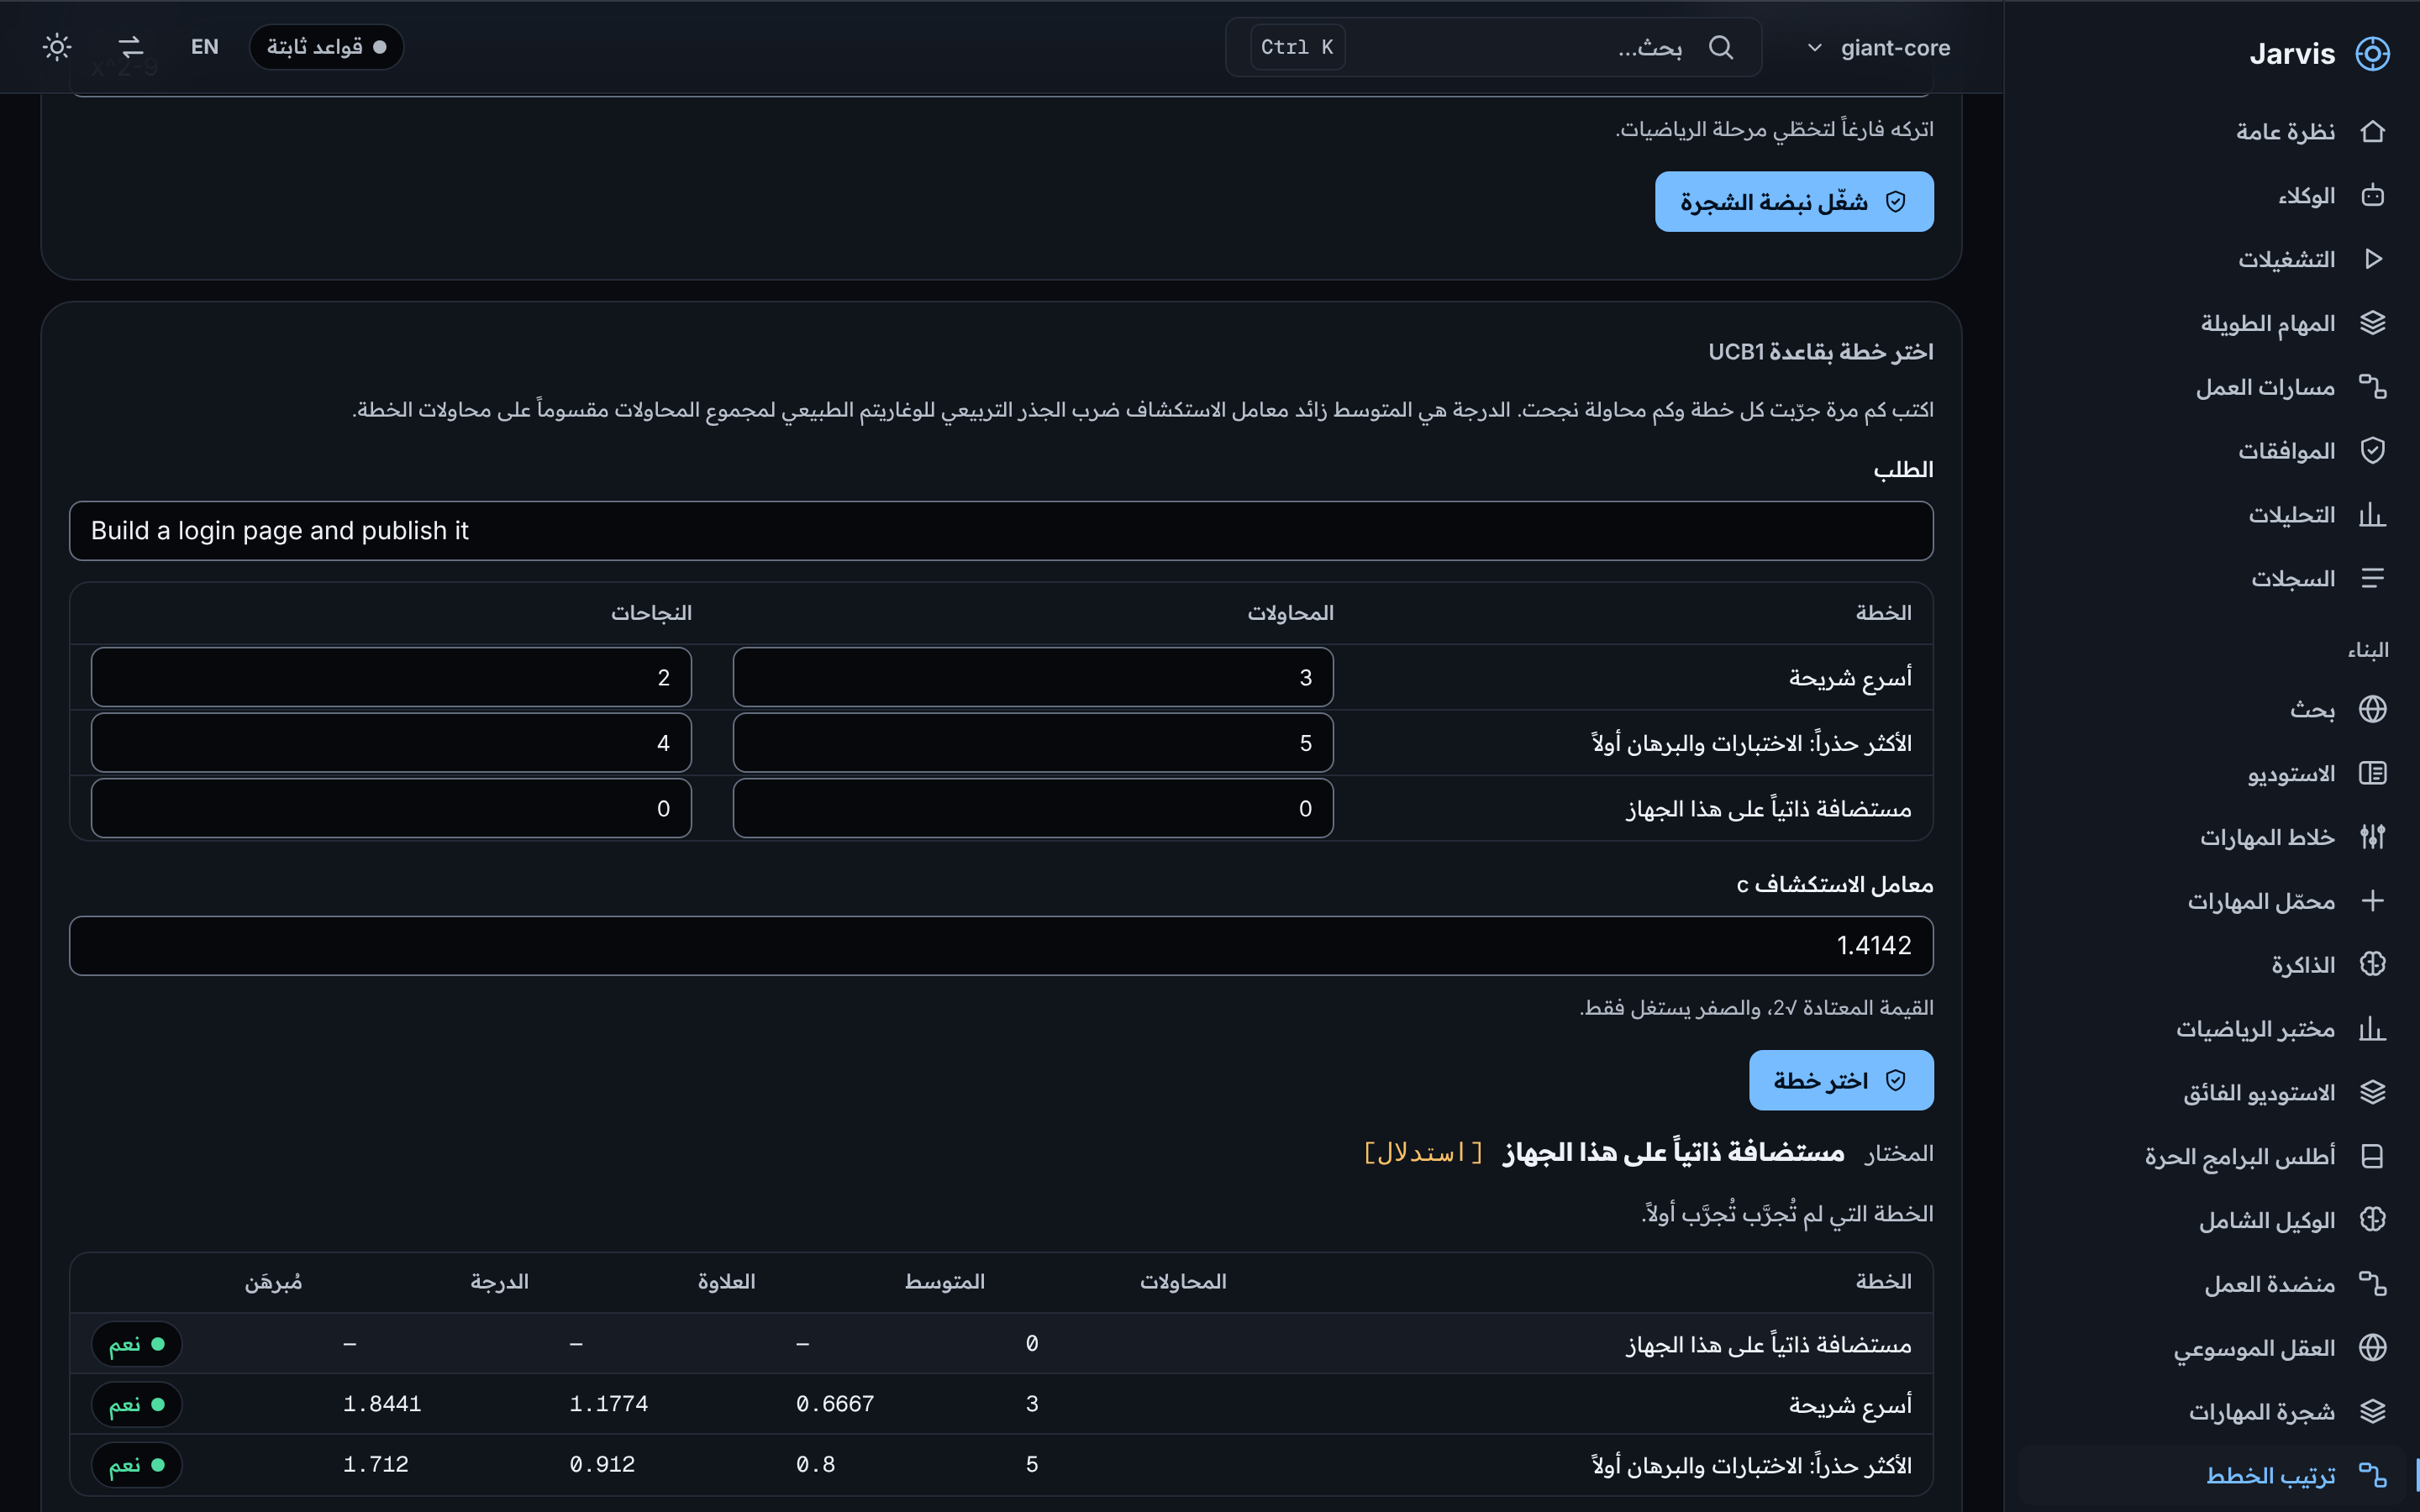 Jarvis
نظرة عامة
الوكلاء
التشغيلات
المهام الطويلة
مسارات العمل
الموافقات
التحليلات
السجلات
البناء
بحث
الاستوديو
خلاط المهارات
محمّل المهارات
الذاكرة
مختبر الرياضيات
الاستوديو الفائق
أطلس البرامج الحرة
الوكيل الشامل
منضدة العمل
العقل الموسوعي
شجرة المهارات
ترتيب الخطط
giant-core
بحث... Ctrl K
قواعد ثابتة
EN
x^2-9
اتركه فارغاً لتخطّي مرحلة الرياضيات.
شغّل نبضة الشجرة
اختر خطة بقاعدة UCB1
اكتب كم مرة جرّبت كل خطة وكم محاولة نجحت. الدرجة هي المتوسط زائد معامل الاستكشاف ضرب الجذر التربيعي للوغاريتم الطبيعي لمجموع المحاولات مقسوماً على محاولات الخطة.
الطلب
Build a login page and publish it
الخطة المحاولات النجاحات
أسرع شريحة 3 2
الأكثر حذراً: الاختبارات والبرهان أولاً 5 4
مستضافة ذاتياً على هذا الجهاز 0 0
معامل الاستكشاف c
1.4142
القيمة المعتادة √2، والصفر يستغل فقط.
اختر خطة
المختار مستضافة ذاتياً على هذا الجهاز [استدلال]
الخطة التي لم تُجرَّب تُجرَّب أولاً.
الخطة المحاولات المتوسط العلاوة الدرجة مُبرهَن
مستضافة ذاتياً على هذا الجهاز 0 – – – نعم
أسرع شريحة 3 0.6667 1.1774 1.8441 نعم
الأكثر حذراً: الاختبارات والبرهان أولاً 5 0.8 0.912 1.712 نعم